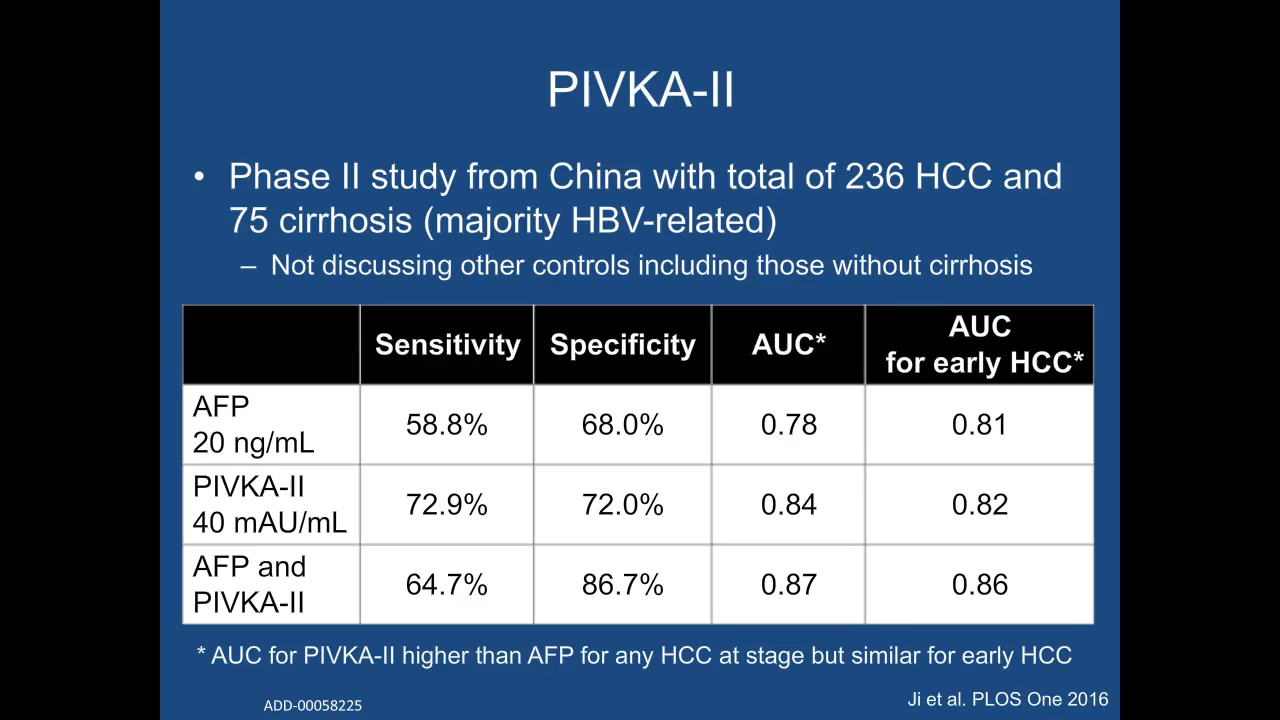 PIVKA-II
• Phase II study from China with total of 236 HCC and
75 cirrhosis (majority HBV-related)
– Not discussing other controls including those without cirrhosis
Sensitivity Specificity AUC* AUC
for early HCC*
AFP
20 ng/mL 58.8% 68.0% 0.78 0.81
PIVKA-II
40 mAU/mL 72.9% 72.0% 0.84 0.82
AFP and
PIVKA-II 64.7% 86.7% 0.87 0.86
* AUC for PIVKA-II higher than AFP for any HCC at stage but similar for early HCC
ADD-00058225
Ji et al. PLOS One 2016